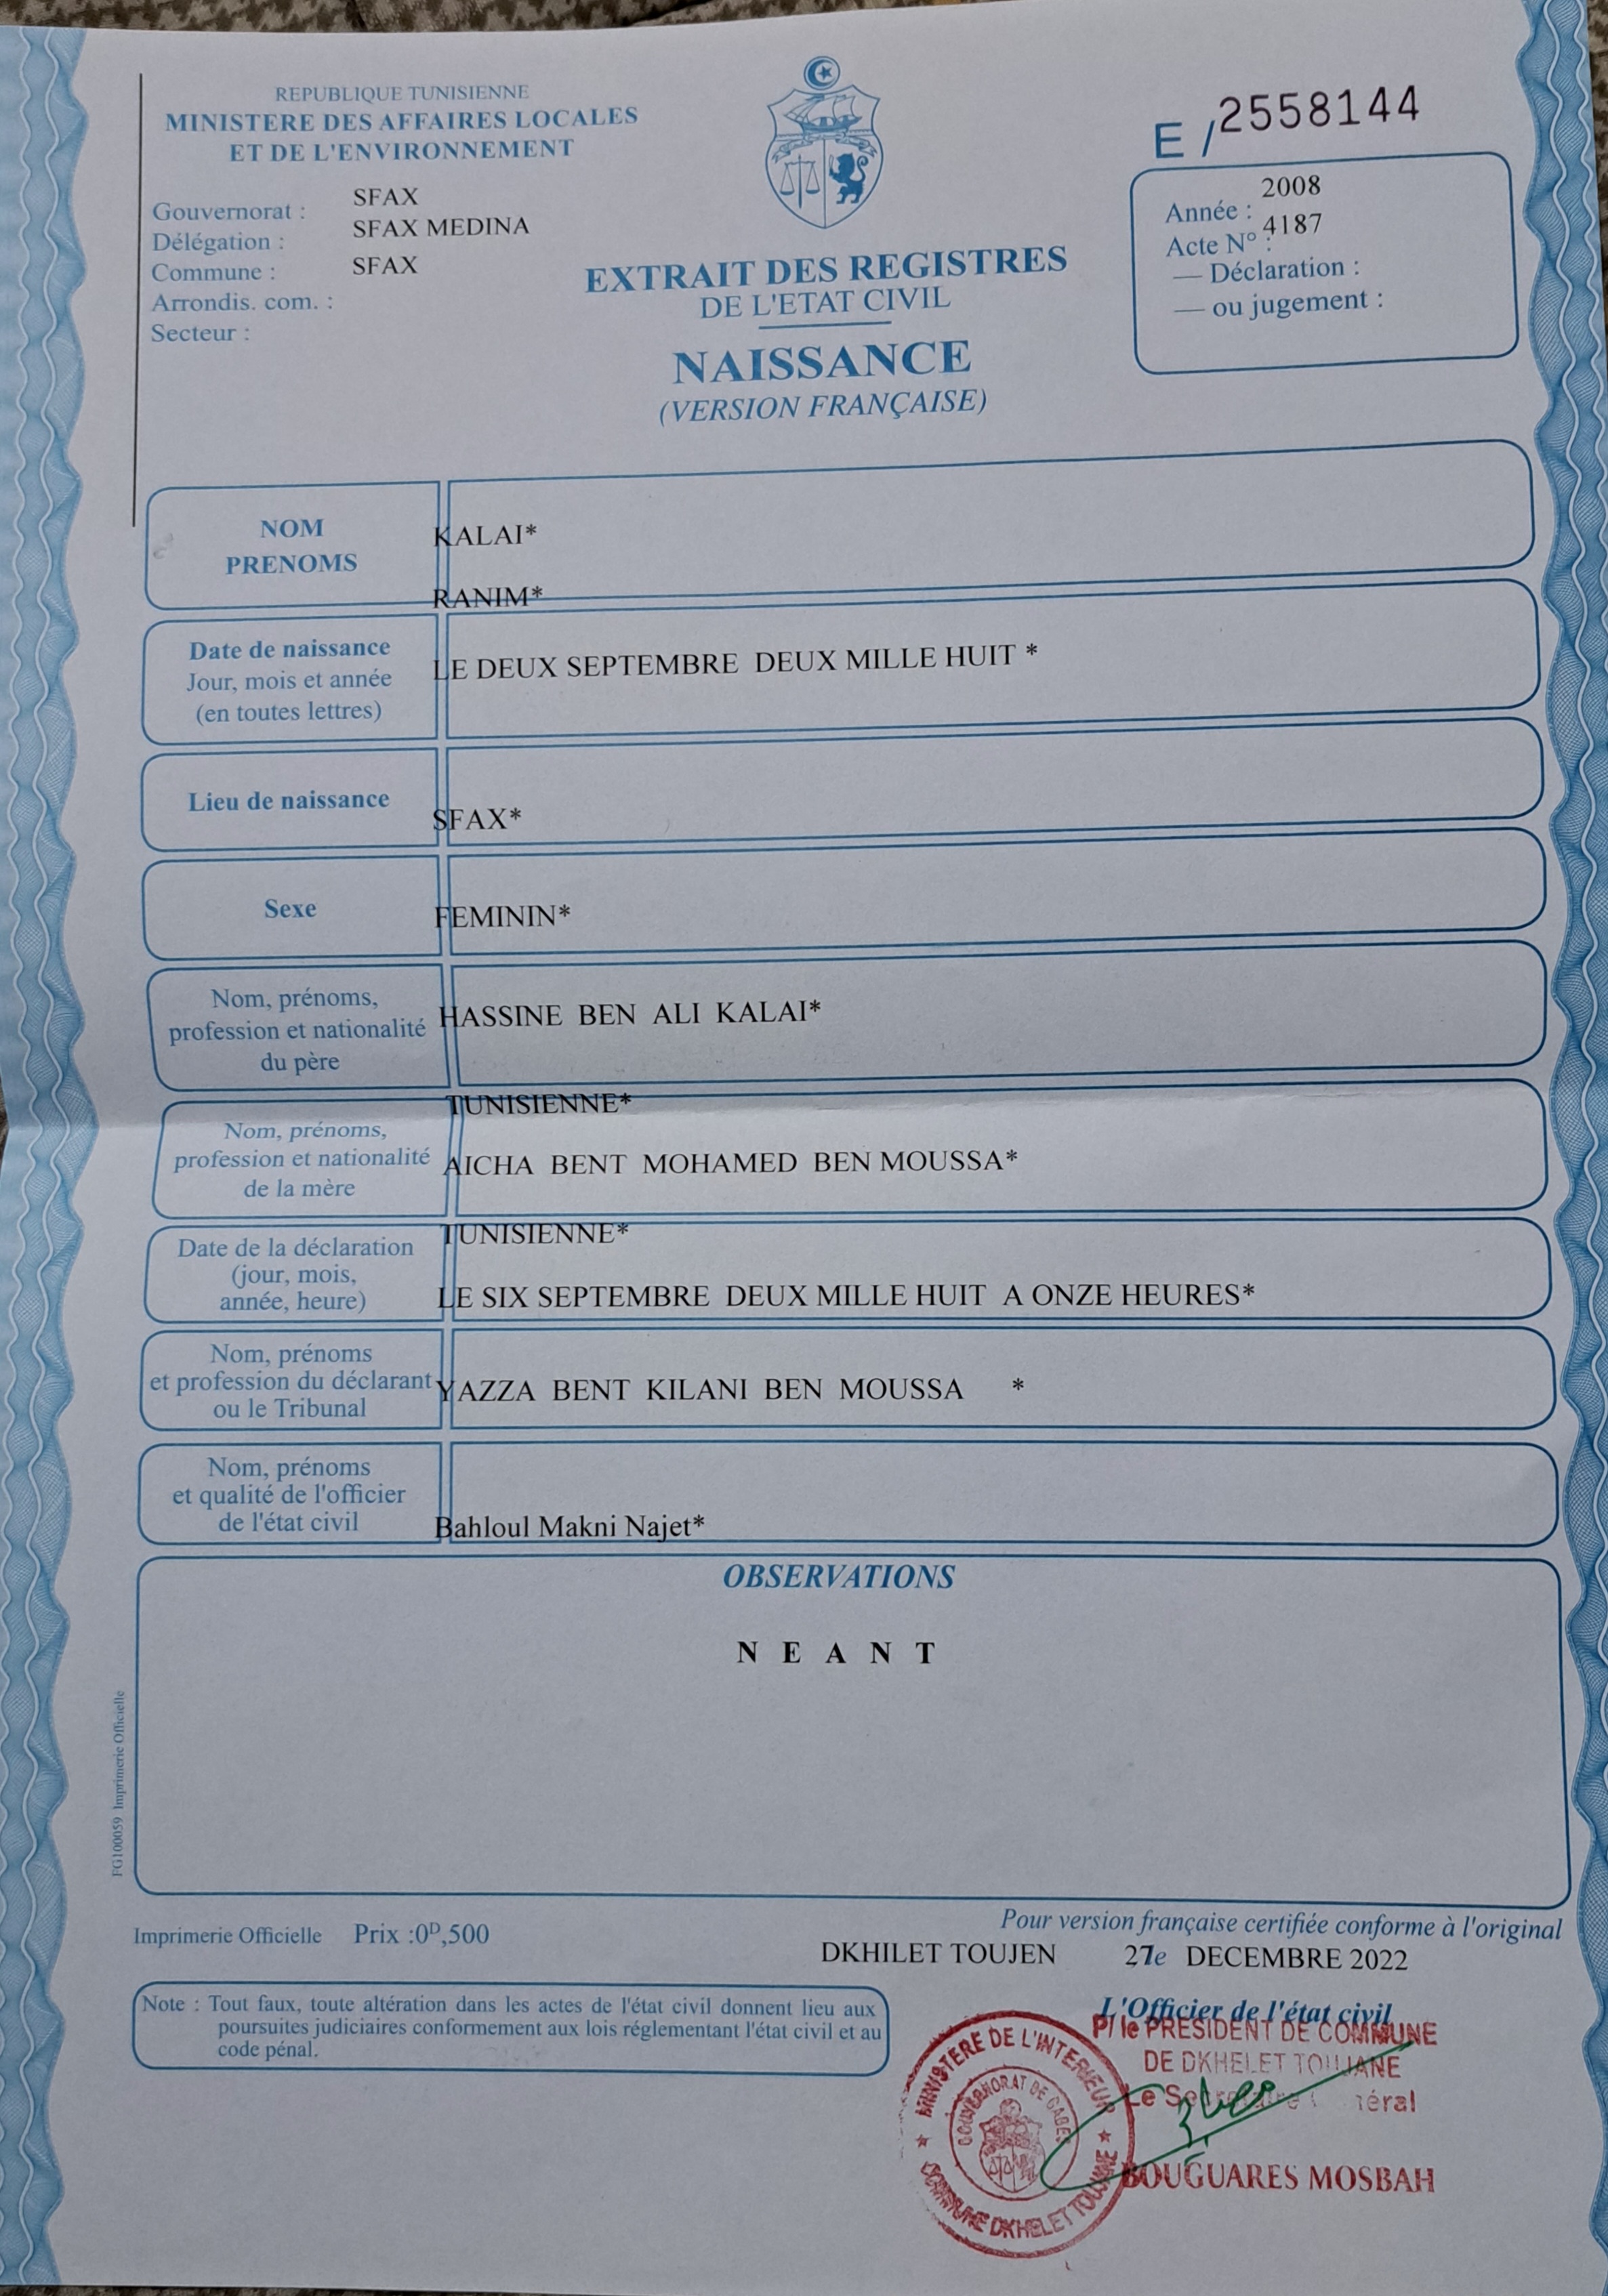 REPUBLIQUE TUNISIENNE
MINISTERE DES AFFAIRES LOCALES
ET DE L'ENVIRONNEMENT
Gouvernorat : SFAX
Délégation : SFAX MEDINA
Commune : SFAX
Arrondis. com. :
Secteur :
E / 2558144
Année : 2008
Acte N° : 4187
— Déclaration :
— ou jugement :
EXTRAIT DES REGISTRES
DE L'ETAT CIVIL
NAISSANCE
(VERSION FRANÇAISE)
NOM
PRENOMS
KALAI*
RANIM*
Date de naissance
Jour, mois et année
(en toutes lettres)
LE DEUX SEPTEMBRE DEUX MILLE HUIT *
Lieu de naissance
SFAX*
Sexe
FEMININ*
Nom, prénoms,
profession et nationalité
du père
HASSINE BEN ALI KALAI*
TUNISIENNE*
Nom, prénoms,
profession et nationalité
de la mère
AICHA BENT MOHAMED BEN MOUSSA*
TUNISIENNE*
Date de la déclaration
(jour, mois,
année, heure)
LE SIX SEPTEMBRE DEUX MILLE HUIT A ONZE HEURES*
Nom, prénoms
et profession du déclarant
ou le Tribunal
YAZZA BENT KILANI BEN MOUSSA *
Nom, prénoms
et qualité de l'officier
de l'état civil
Bahloul Makni Najet*
OBSERVATIONS
N E A N T
FG100059 Imprimerie Officielle
Imprimerie Officielle Prix :0D,500
Pour version française certifiée conforme à l'original
DKHILET TOUJEN 27e DECEMBRE 2022
Note : Tout faux, toute altération dans les actes de l'état civil donnent lieu aux
poursuites judiciaires conformement aux lois réglementant l'état civil et au
code pénal.
L'Officier de l'état civil
P/ le PRESIDENT DE COMMUNE
DE DKHELET TOUJANE
Le Secrétaire Général
BOUGUARES MOSBAH
MINISTERE DE L'INTERIEUR
GOUVERNORAT DE GABES
COMMUNE DKHELET TOUJANE